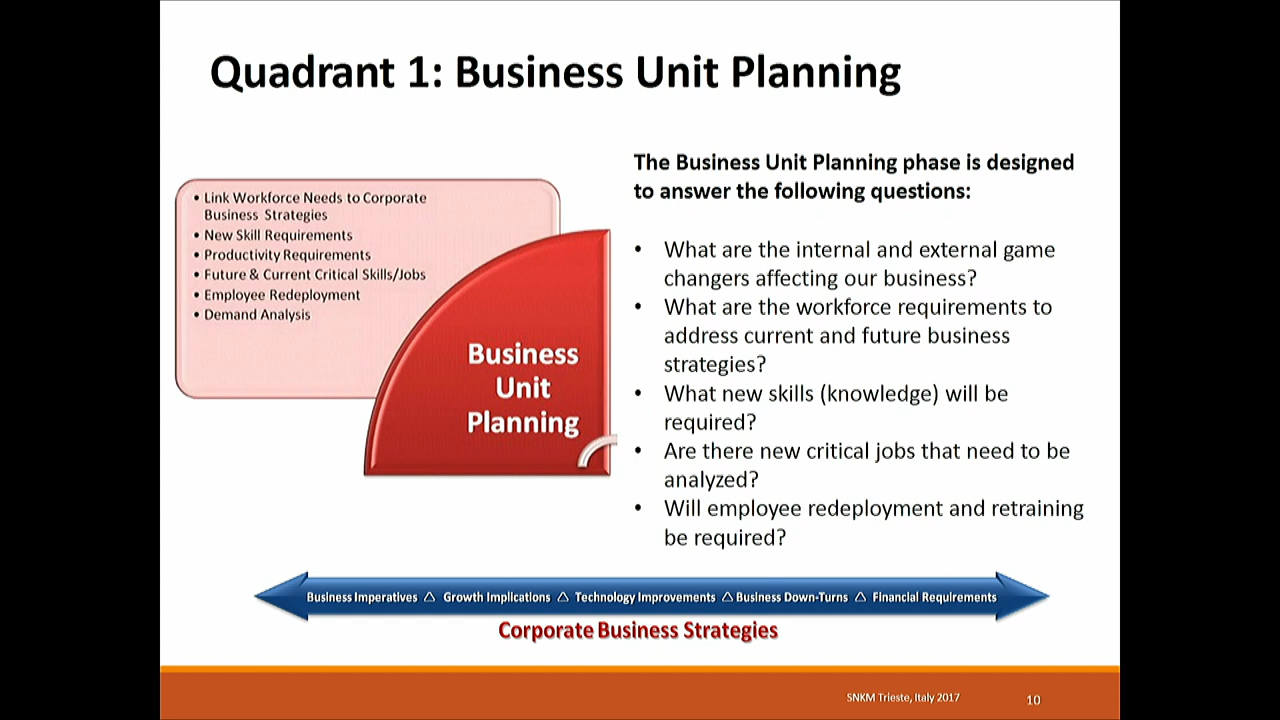 Quadrant 1: Business Unit Planning
• Link Workforce Needs to Corporate
Business Strategies
• New Skill Requirements
• Productivity Requirements
• Future & Current Critical Skills/Jobs
• Employee Redeployment
• Demand Analysis
Business
Unit
Planning
The Business Unit Planning phase is designed
to answer the following questions:
• What are the internal and external game
changers affecting our business?
• What are the workforce requirements to
address current and future business
strategies?
• What new skills (knowledge) will be
required?
• Are there new critical jobs that need to be
analyzed?
• Will employee redeployment and retraining
be required?
Business Imperatives △ Growth Implications △ Technology Improvements △ Business Down-Turns △ Financial Requirements
Corporate Business Strategies
SNKM Trieste, Italy 2017
10